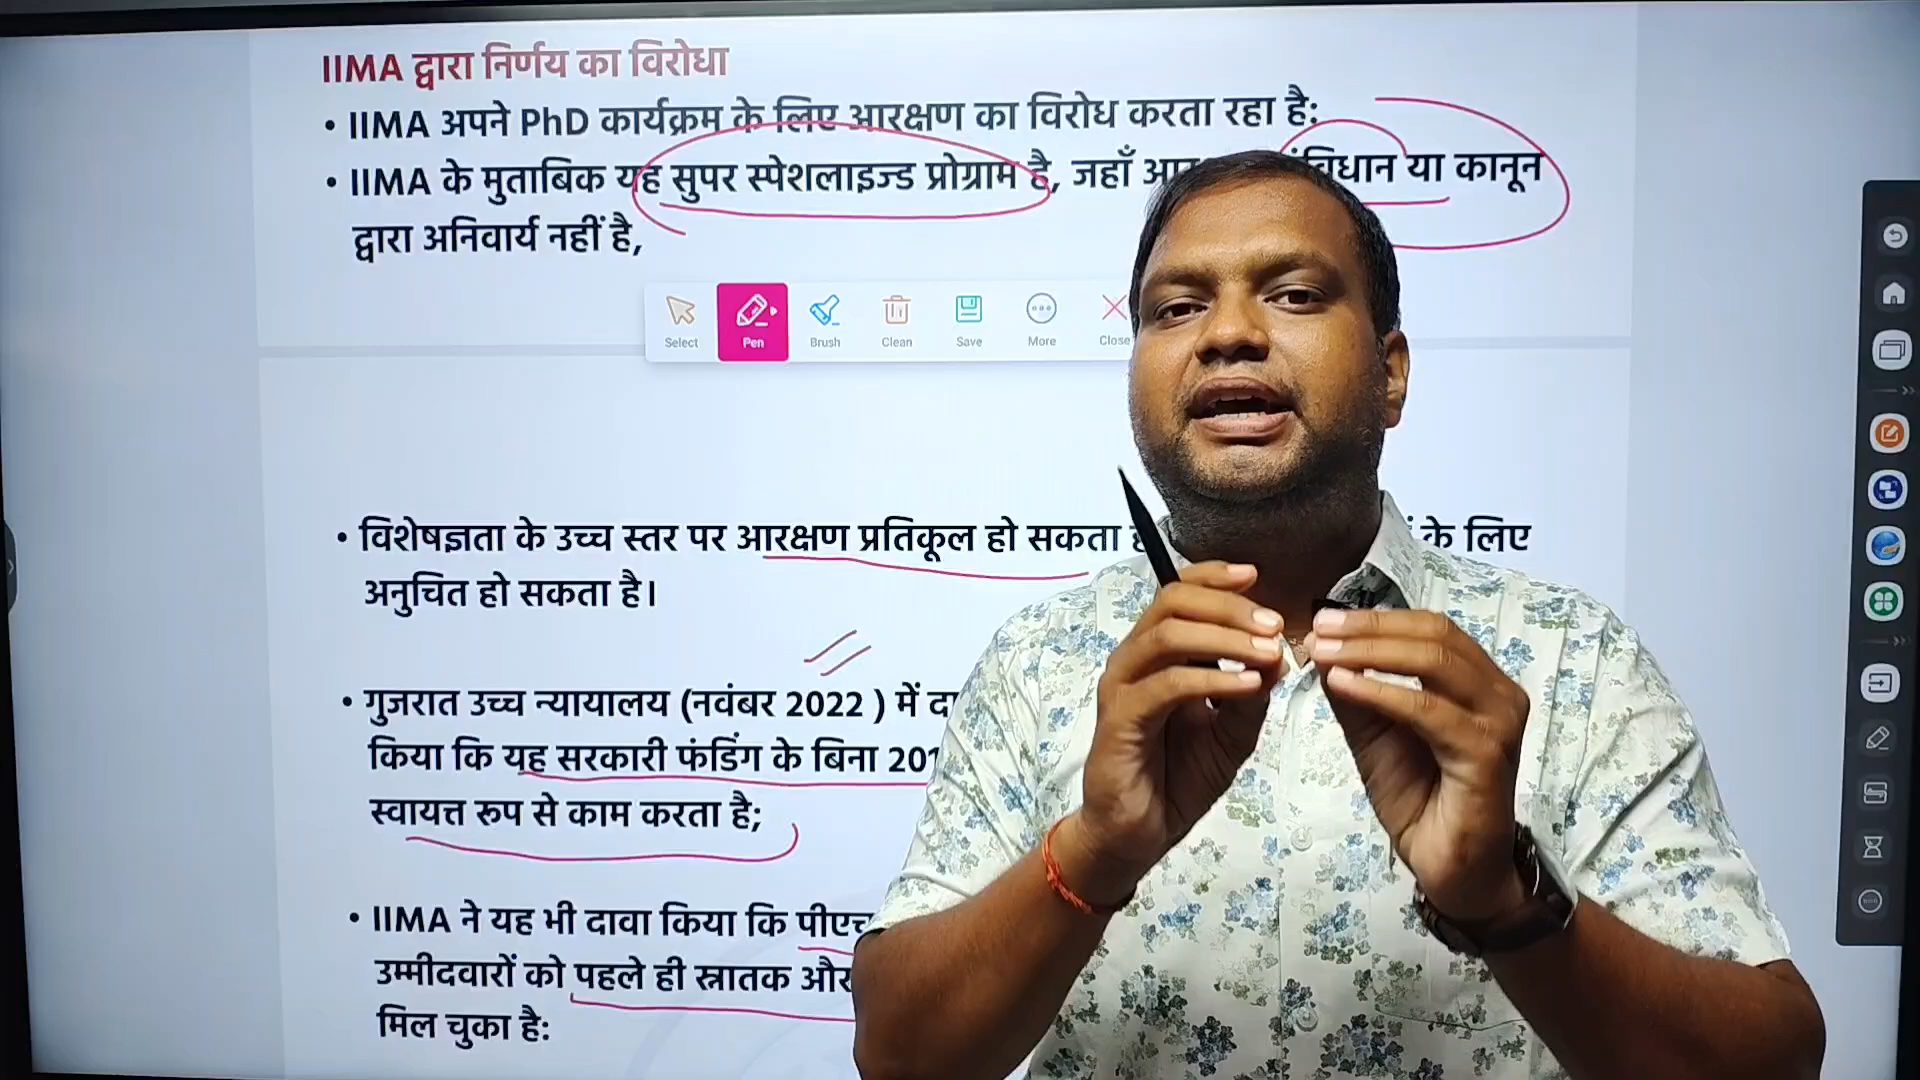 IIMA द्वारा निर्णय का विरोध
• IIMA अपने PhD कार्यक्रम के लिए आरक्षण का विरोध करता रहा है:
• IIMA के मुताबिक यह सुपर स्पेशलाइज्ड प्रोग्राम है, जहाँ संविधान या कानून
द्वारा अनिवार्य नहीं है,
Select Pen Brush Clean Save More Close
• विशेषज्ञता के उच्च स्तर पर आरक्षण प्रतिकूल हो सकता के लिए
अनुचित हो सकता है।
• गुजरात उच्च न्यायालय (नवंबर 2022 ) में
किया कि यह सरकारी फंडिंग के बिना
स्वायत्त रूप से काम करता है;
• IIMA ने यह भी दावा किया कि
उम्मीदवारों को पहले ही स्नातक और
मिल चुका है: